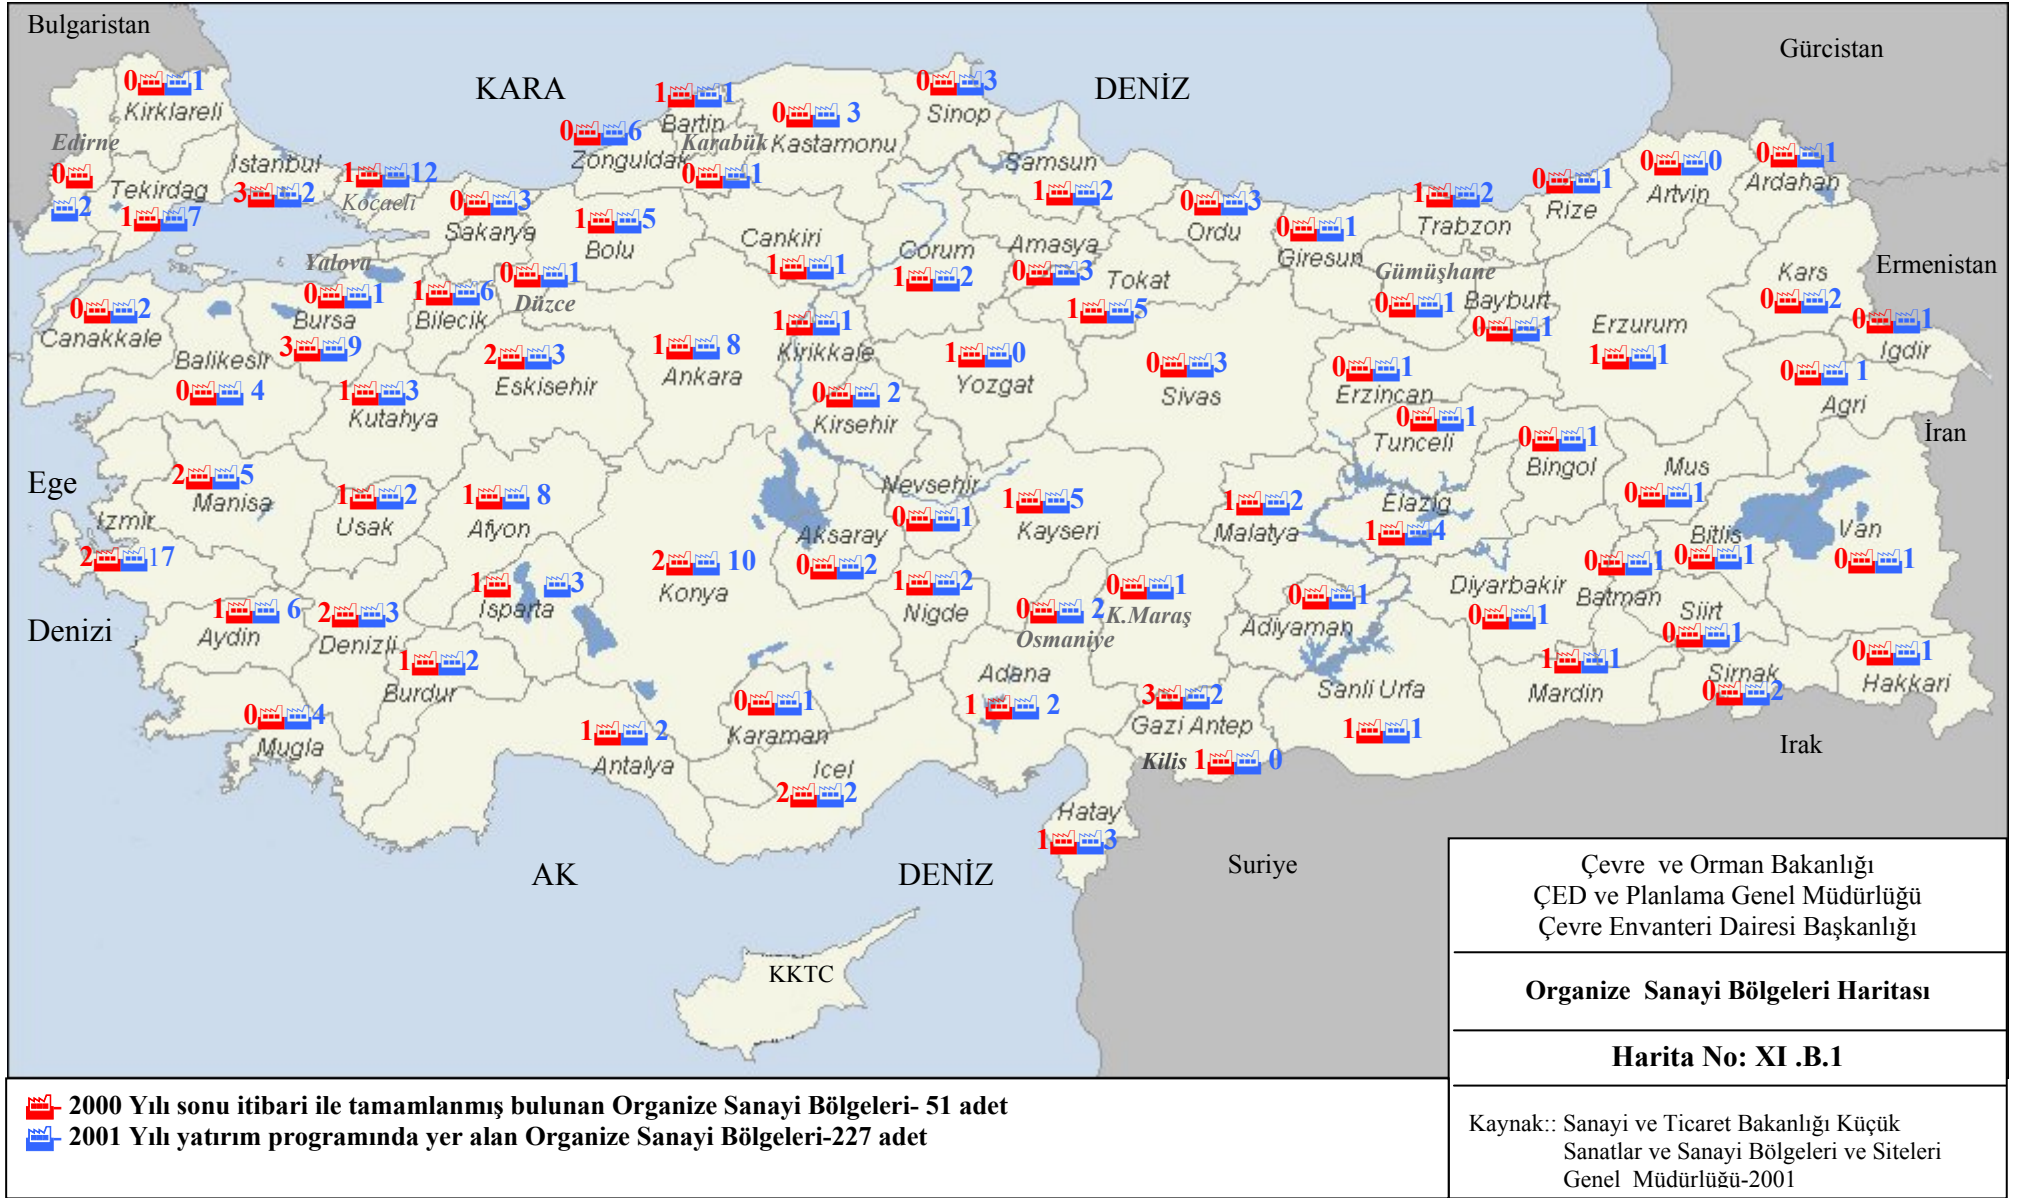 Bulgaristan
Gürcistan
KARA
DENİZ
0 1
Kirklareli
1 1
Bartin
0 3
Kastamonu
0 3
Sinop
0 6
Zonguldak
Karabük
0 1
Edirne
0
2
Istanbul
3 2
1 12
Kocaeli
Tekirdag
1 7
0 3
Sakarya
1 5
Bolu
Samsun
1 2
0 3
Ordu
0 1
Giresun
1 2
Trabzon
0 1
Rize
0 0
Artvin
0 1
Ardahan
Cankiri
1 1
Corum
1 2
Amasya
0 3
Tokat
1 5
Gümüşhane
0 1
Bayburt
0 1
Erzurum
1 1
Kars
0 2
Ermenistan
0 1
Igdir
Yalova
0 1
Bursa
3 9
1 6
Bilecik
0 1
Düzce
0 2
Canakkale
Balikesir
0 4
1 3
Kutahya
2 3
Eskisehir
1 8
Ankara
1 1
Kirikkale
0 2
Kirsehir
1 0
Yozgat
0 3
Sivas
0 1
Erzincan
0 1
Tunceli
0 1
Bingol
0 1
Agri
İran
Ege
2 5
Manisa
1 2
Usak
1 8
Afyon
Nevsehir
0 1
1 5
Kayseri
1 2
Malatya
Elazig
1 4
Mus
0 1
Bitlis
0 1
Van
0 1
Izmir
2 17
1 3
Isparta
2 10
Konya
Aksaray
0 2
1 2
Nigde
0 2
Osmaniye
0 1
K.Maraş
0 1
Adiyaman
Diyarbakir
0 1
0 1
Batman
Siirt
0 1
Denizi
1 6
Aydin
2 3
Denizli
1 2
Burdur
0 4
Mugla
1 2
Antalya
0 1
Karaman
Icel
2 2
Adana
1 2
3 2
Gazi Antep
Kilis 1 0
Sanli Urfa
1 1
1 1
Mardin
Sirnak
0 2
0 1
Hakkari
Irak
Hatay
1 3
AK
DENİZ
Suriye
KKTC
Çevre ve Orman Bakanlığı
ÇED ve Planlama Genel Müdürlüğü
Çevre Envanteri Dairesi Başkanlığı
Organize Sanayi Bölgeleri Haritası
Harita No: XI .B.1
Kaynak:: Sanayi ve Ticaret Bakanlığı Küçük
Sanatlar ve Sanayi Bölgeleri ve Siteleri
Genel Müdürlüğü-2001
- 2000 Yılı sonu itibari ile tamamlanmış bulunan Organize Sanayi Bölgeleri- 51 adet
- 2001 Yılı yatırım programında yer alan Organize Sanayi Bölgeleri-227 adet